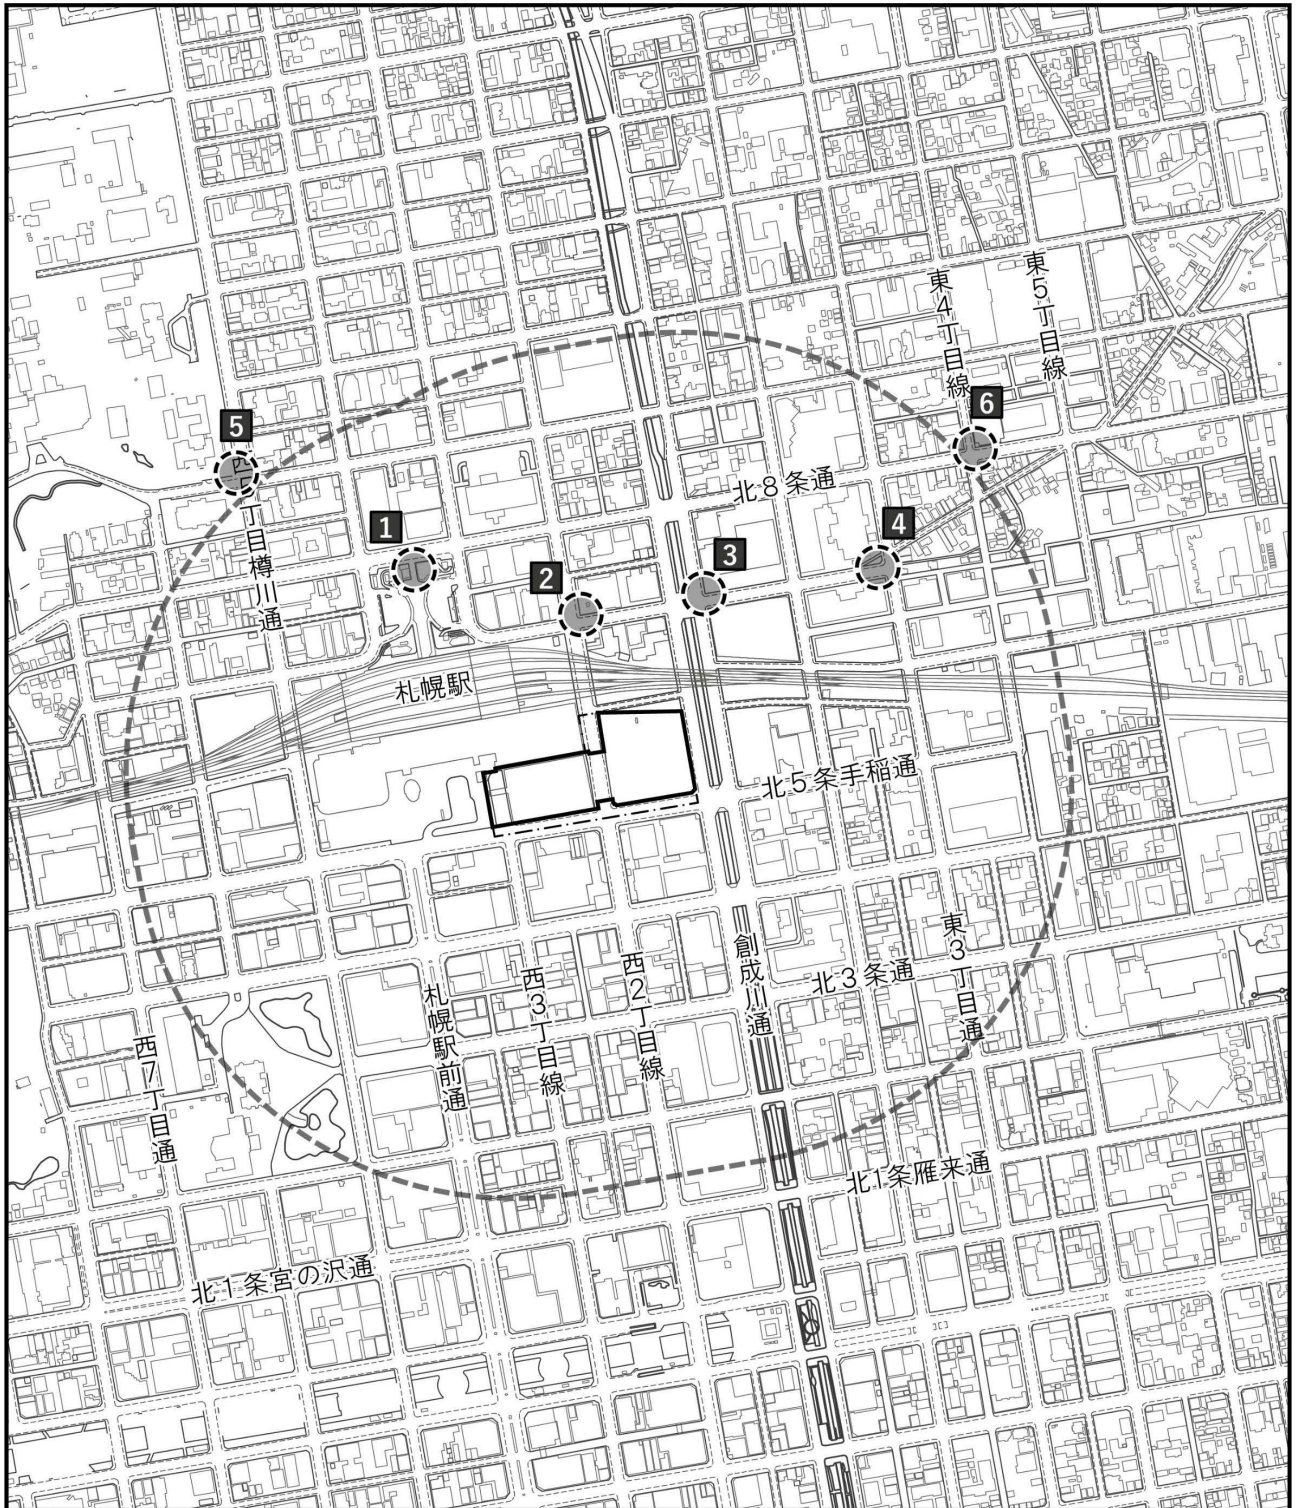 東4丁目線
東5丁目線
6
5
北8条通
1
4
3
2
西
丁目樽川通
札幌駅
北5条手稲通
東3丁目通
創成川通
北3条通
西2丁目線
西3丁目線
札幌駅前通
西7丁目通
北1条雁来通
北1条宮の沢通